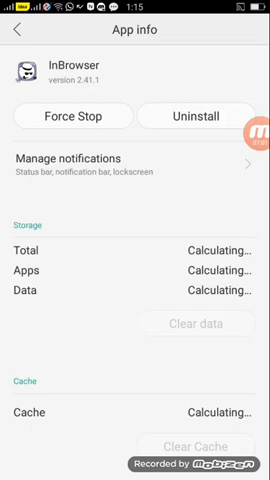 idea
1:15
App info
InBrowser
version 2.41.1
Force Stop
Uninstall
Manage notifications
Status bar, notification bar, lockscreen
Storage
Total Calculating...
Apps Calculating...
Data Calculating...
Clear data
Cache
Cache Calculating...
Clear Cache
Recorded by mobizen